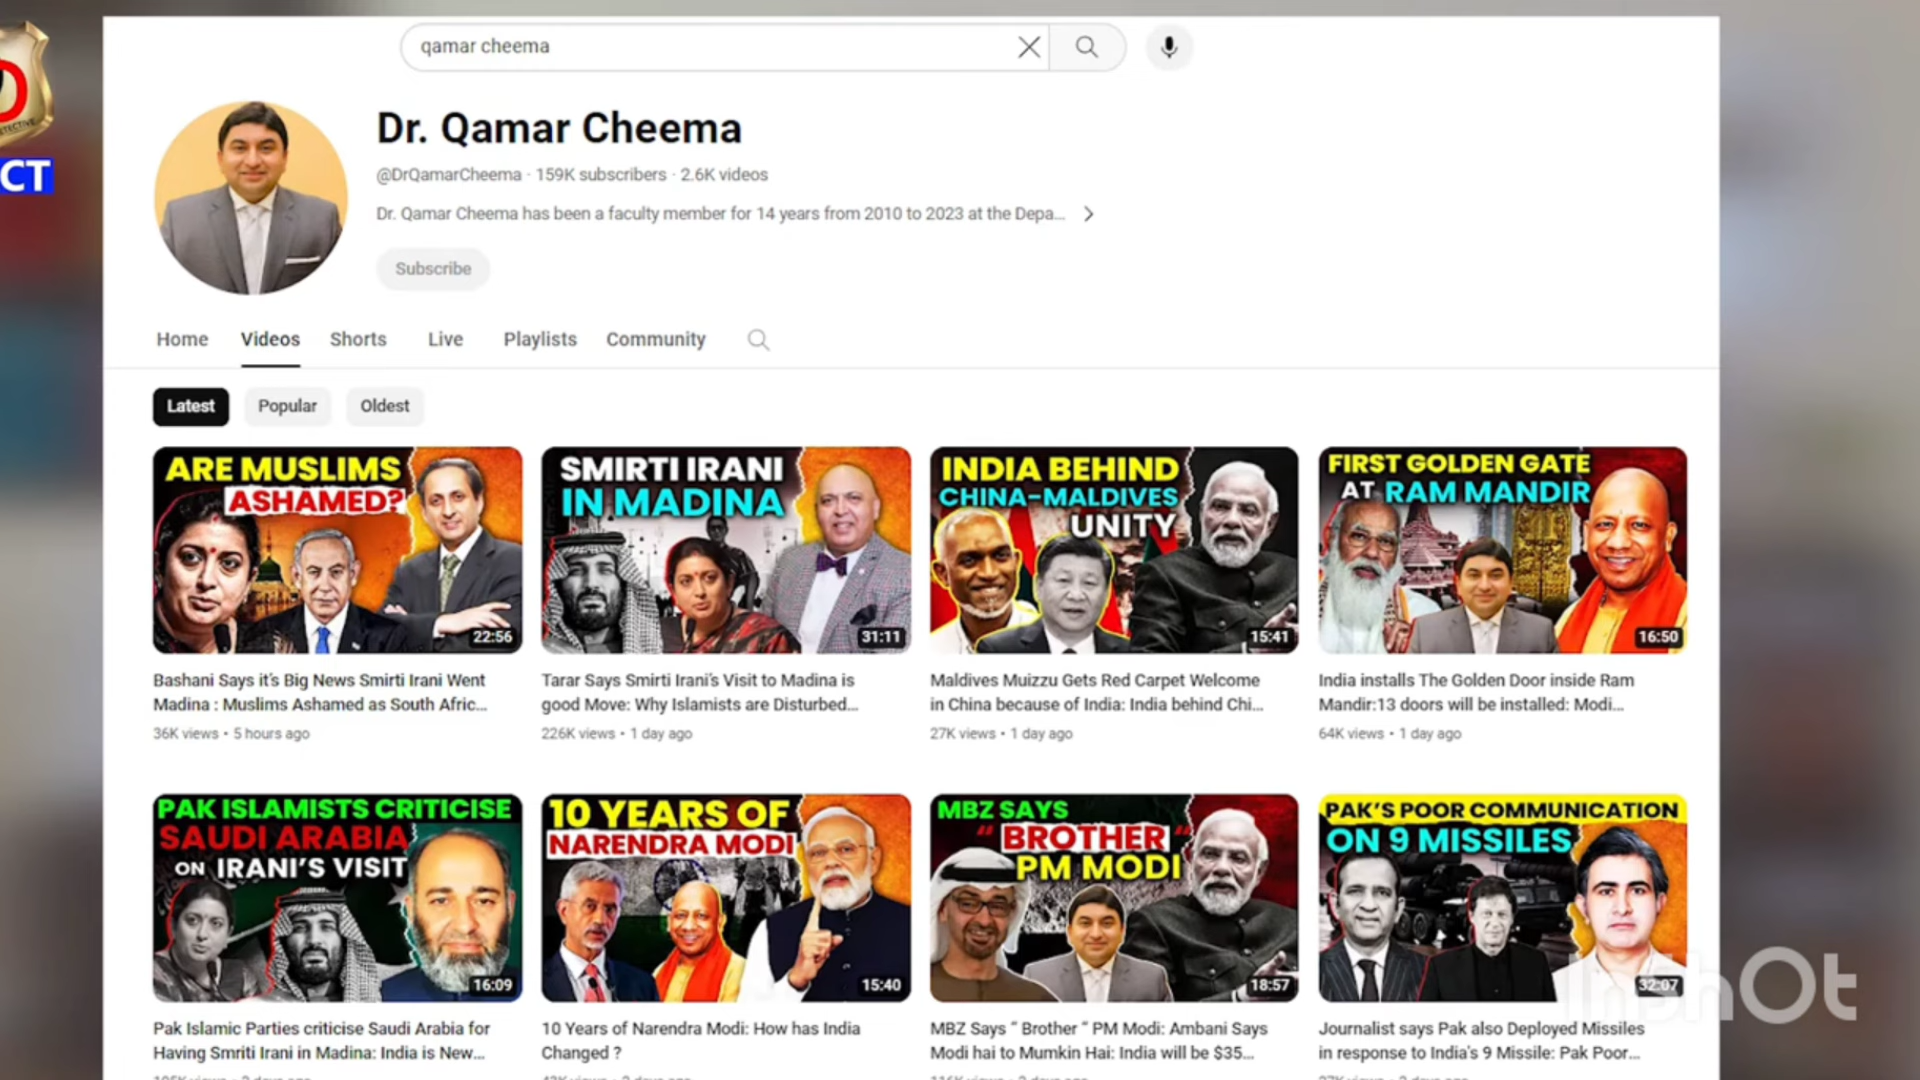 qamar cheema
D
DETECTIVE
CT
Dr. Qamar Cheema
@DrQamarCheema · 159K subscribers · 2.6K videos
Dr. Qamar Cheema has been a faculty member for 14 years from 2010 to 2023 at the Depa...
Subscribe
Home Videos Shorts Live Playlists Community
Latest Popular Oldest
ARE MUSLIMS
ASHAMED?
22:56
Bashani Says it's Big News Smirti Irani Went
Madina : Muslims Ashamed as South Afric...
36K views • 5 hours ago
SMIRTI IRANI
IN MADINA
31:11
Tarar Says Smirti Irani's Visit to Madina is
good Move: Why Islamists are Disturbed...
226K views • 1 day ago
INDIA BEHIND
CHINA-MALDIVES
UNITY
15:41
Maldives Muizzu Gets Red Carpet Welcome
in China because of India: India behind Chi...
27K views • 1 day ago
FIRST GOLDEN GATE
AT RAM MANDIR
16:50
India installs The Golden Door inside Ram
Mandir:13 doors will be installed: Modi...
64K views • 1 day ago
PAK ISLAMISTS CRITICISE
SAUDI ARABIA
ON IRANI'S VISIT
16:09
Pak Islamic Parties criticise Saudi Arabia for
Having Smriti Irani in Madina: India is New...
10 YEARS OF
NARENDRA MODI
15:40
10 Years of Narendra Modi: How has India
Changed ?
MBZ SAYS
" BROTHER "
PM MODI
18:57
MBZ Says " Brother " PM Modi: Ambani Says
Modi hai to Mumkin Hai: India will be $35...
PAK'S POOR COMMUNICATION
ON 9 MISSILES
32:07
Journalist says Pak also Deployed Missiles
in response to India's 9 Missile: Pak Poor...
InShOt